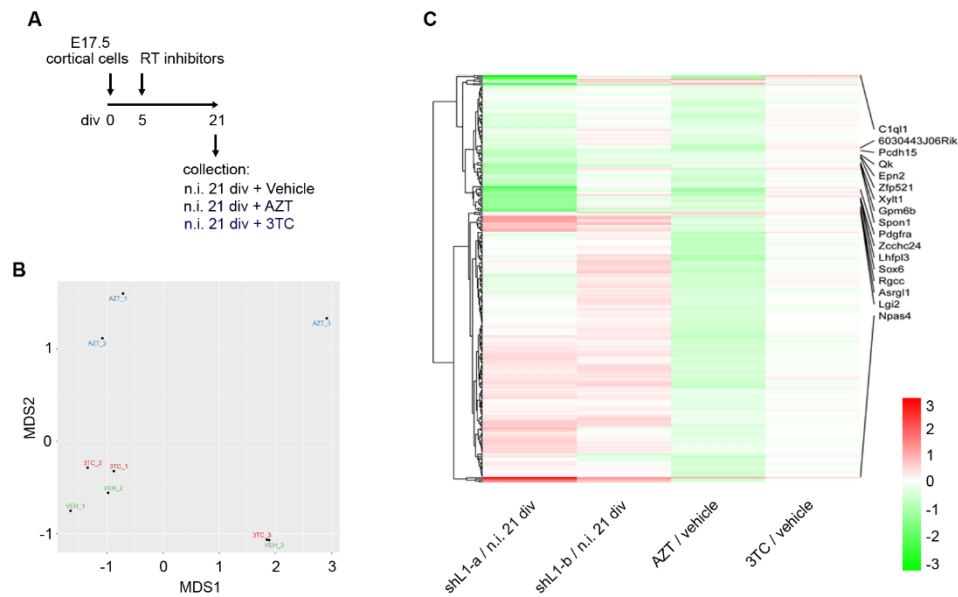 A
E17.5
cortical cells
RT inhibitors
div 0 5 21
collection:
n.i. 21 div + Vehicle
n.i. 21 div + AZT
n.i. 21 div + 3TC
B
AZT_1
AZT_3
AZT_2
3TC_2
3TC_1
VEH_2
VEH_1
3TC_3
VEH_3
1
0
-1
MDS2
-1 0 1 2 3
MDS1
C
C1ql1
6030443J06Rik
Pcdh15
Qk
Epn2
Zfp521
Xylt1
Gpm6b
Spon1
Pdgfra
Zcchc24
Lhfpl3
Sox6
Rgcc
Asrgl1
Lgi2
Npas4
3
2
1
0
-1
-2
-3
shL1-a / n.i. 21 div
shL1-b / n.i. 21 div
AZT / vehicle
3TC / vehicle